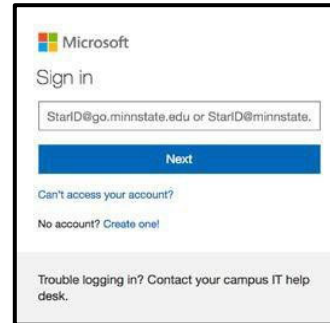 Microsoft
Sign in
StarID@go.minnstate.edu or StarID@minnstate.
Next
Can't access your account?
No account? Create one!
Trouble logging in? Contact your campus IT help
desk.